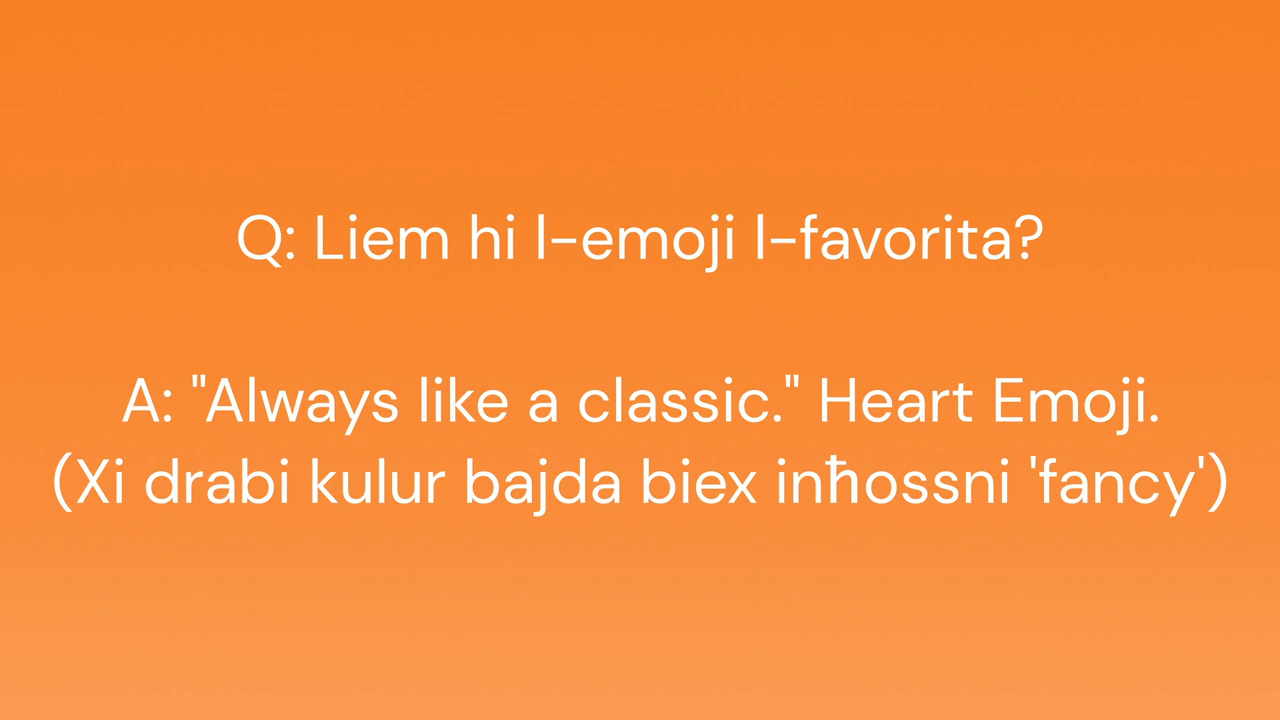 Q: Liem hi l-emoji l-favorita?
A: "Always like a classic." Heart Emoji.
(Xi drabi kulur bajda biex inħossni 'fancy')